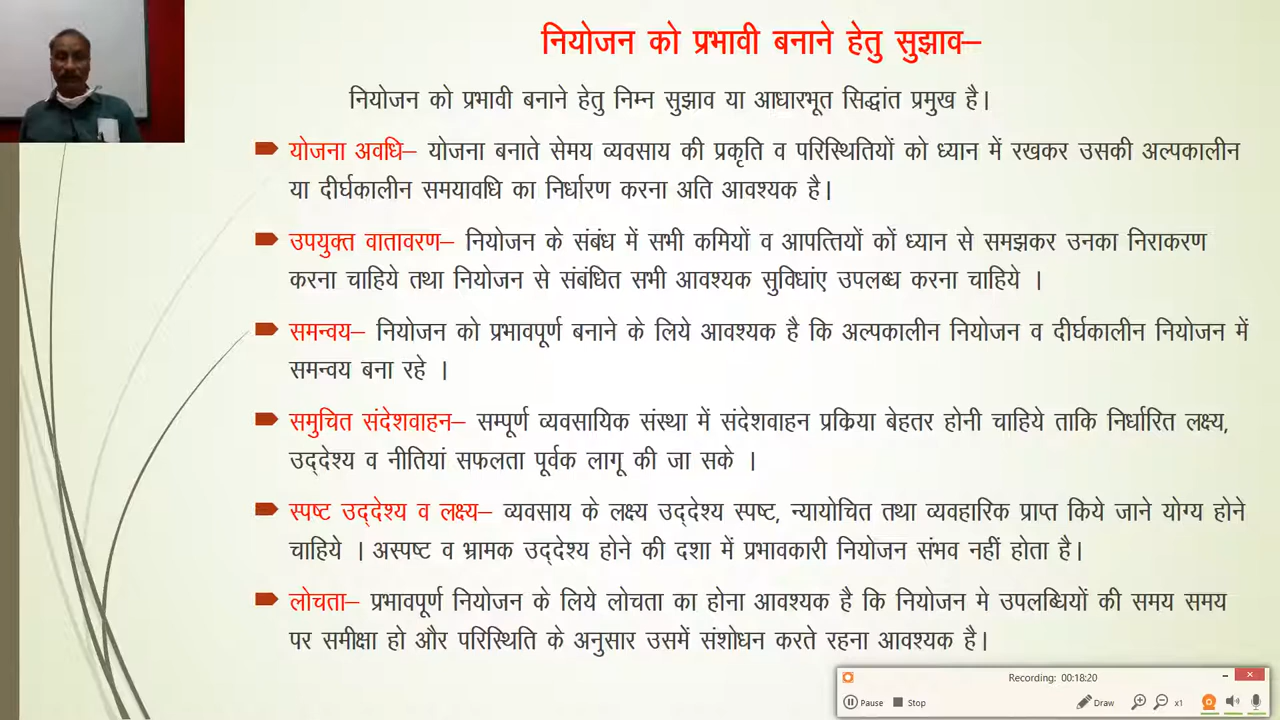 नियोजन को प्रभावी बनाने हेतु सुझाव–
नियोजन को प्रभावी बनाने हेतु निम्न सुझाव या आधारभूत सिद्धांत प्रमुख है।
योजना अवधि– योजना बनाते सेमय व्यवसाय की प्रकृति व परिस्थितियों को ध्यान में रखकर उसकी अल्पकालीन
या दीर्घकालीन समयावधि का निर्धारण करना अति आवश्यक है।
उपयुक्त वातावरण– नियोजन के संबंध में सभी कमियों व आपत्तियों कों ध्यान से समझकर उनका निराकरण
करना चाहिये तथा नियोजन से संबंधित सभी आवश्यक सुविधांए उपलब्ध करना चाहिये ।
समन्वय– नियोजन को प्रभावपूर्ण बनाने के लिये आवश्यक है कि अल्पकालीन नियोजन व दीर्घकालीन नियोजन में
समन्वय बना रहे ।
समुचित संदेशवाहन– सम्पूर्ण व्यवसायिक संस्था में संदेशवाहन प्रकिया बेहतर होनी चाहिये ताकि निर्धारित लक्ष्य,
उद्देश्य व नीतियां सफलता पूर्वक लागू की जा सके ।
स्पष्ट उद्देश्य व लक्ष्य– व्यवसाय के लक्ष्य उद्देश्य स्पष्ट, न्यायोचित तथा व्यवहारिक प्राप्त किये जाने योग्य होने
चाहिये । अस्पष्ट व भ्रामक उद्देश्य होने की दशा में प्रभावकारी नियोजन संभव नहीं होता है।
लोचता– प्रभावपूर्ण नियोजन के लिये लोचता का होना आवश्यक है कि नियोजन मे उपलब्धियों की समय समय
पर समीक्षा हो और परिस्थिति के अनुसार उसमें संशोधन करते रहना आवश्यक है।
Recording: 00:18:20
Pause Stop Draw x1